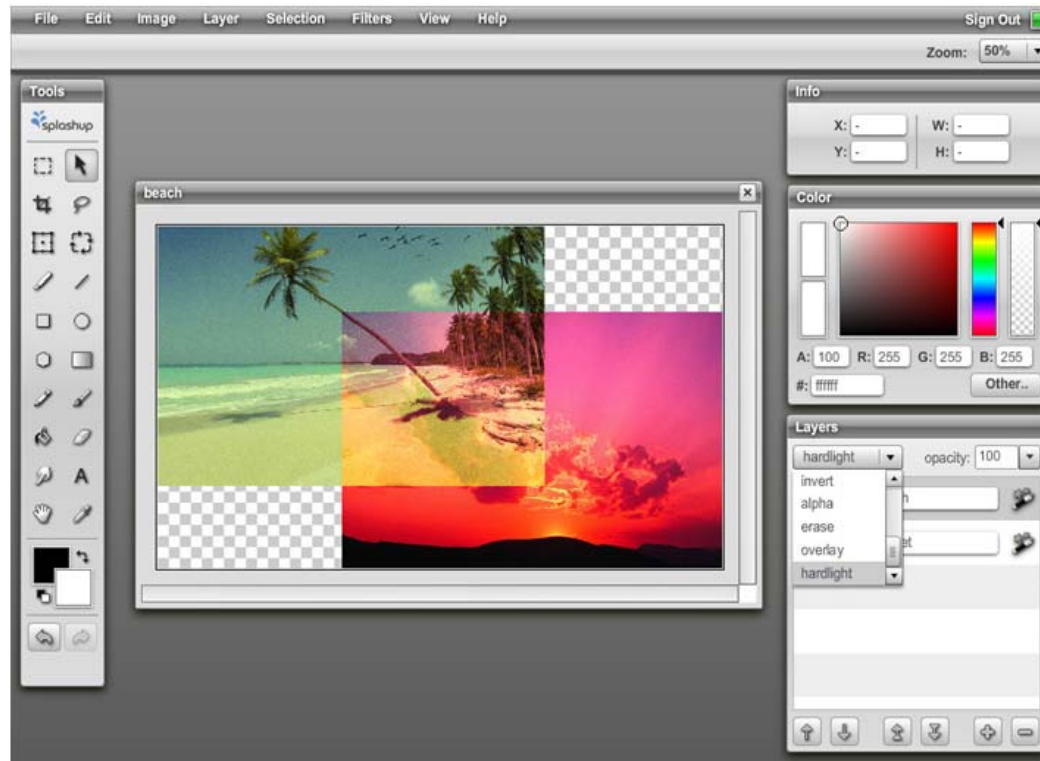 File Edit Image Layer Selection Filters View Help Sign Out
Zoom: 50%
Tools
splashup
A
beach
Info
X: - W: -
Y: - H: -
Color
A: 100 R: 255 G: 255 B: 255
#: ffffff Other..
Layers
hardlight opacity: 100
invert
alpha
erase
overlay
hardlight